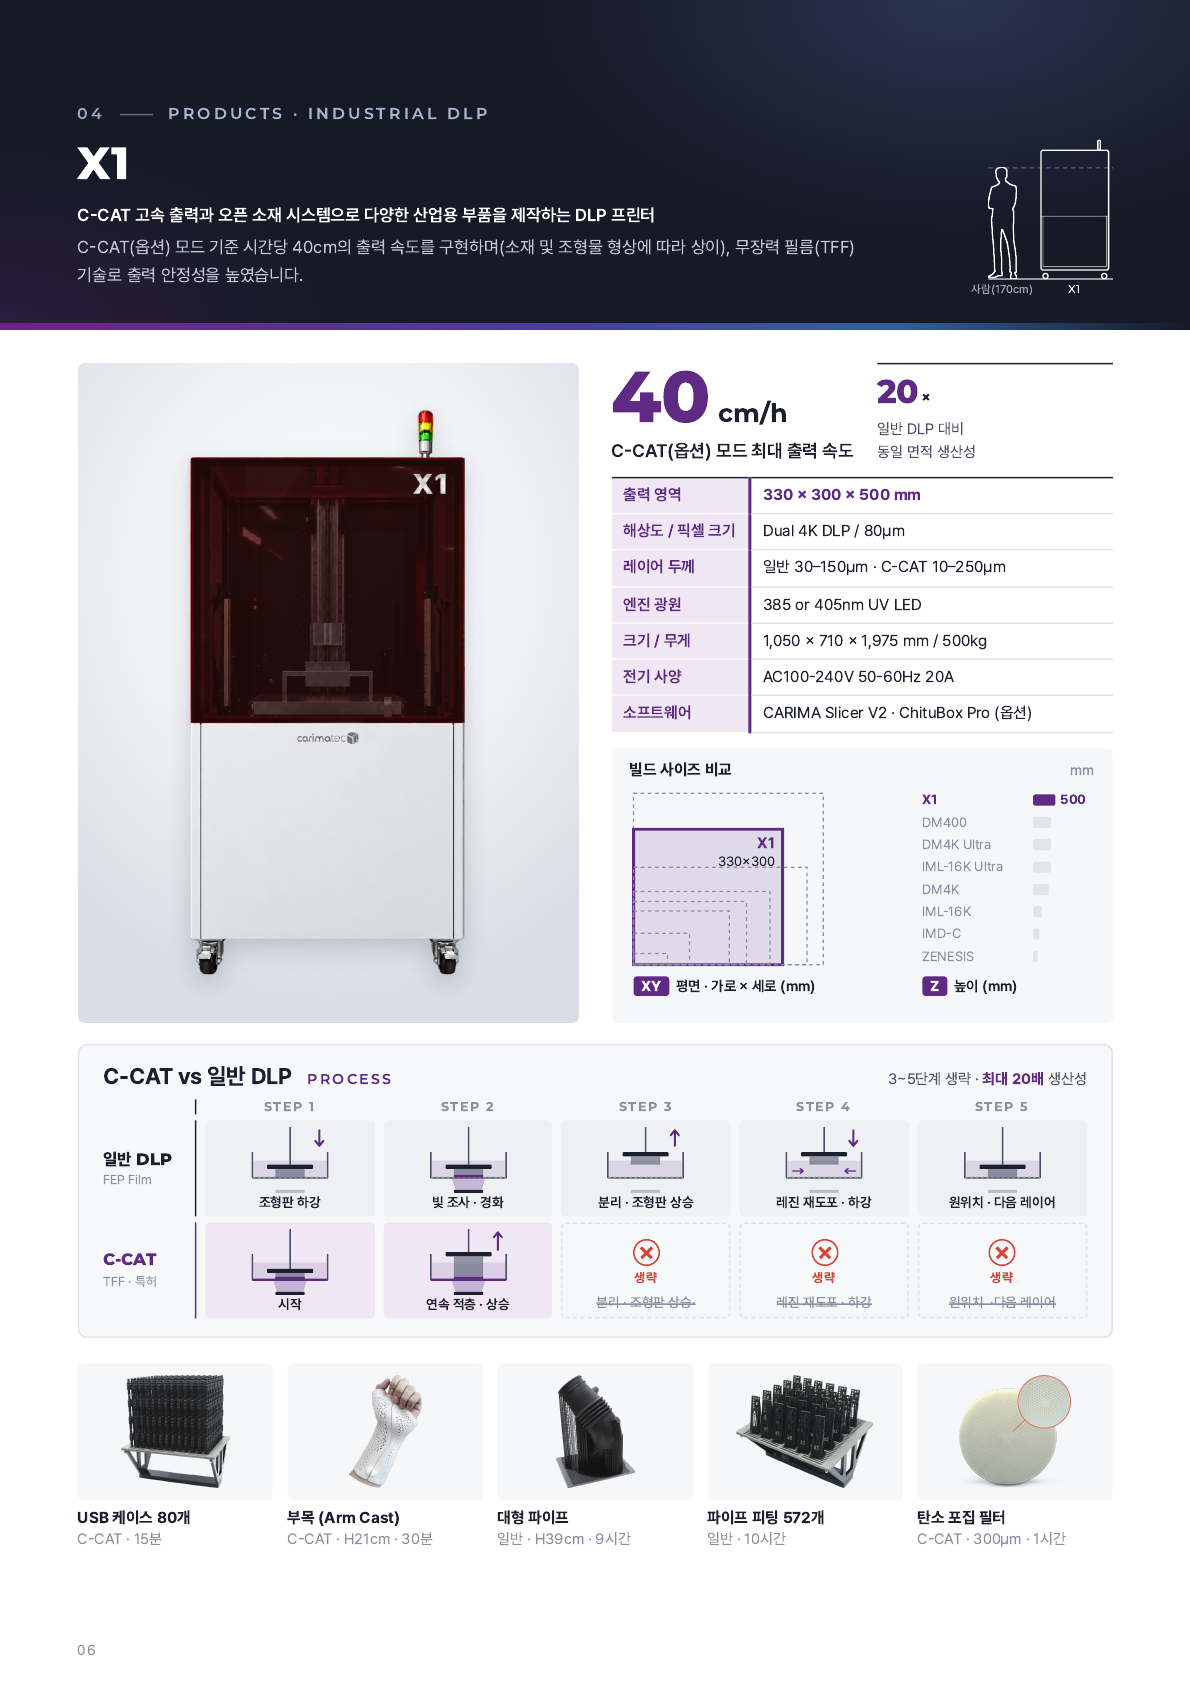 04 — PRODUCTS · INDUSTRIAL DLP
X1
C-CAT 고속 출력과 오픈 소재 시스템으로 다양한 산업용 부품을 제작하는 DLP 프린터
C-CAT(옵션) 모드 기준 시간당 40cm의 출력 속도를 구현하며(소재 및 조형물 형상에 따라 상이), 무장력 필름(TFF)
기술로 출력 안정성을 높였습니다.
사람(170cm) X1
X1
carimatec
40 cm/h
C-CAT(옵션) 모드 최대 출력 속도
20 ×
일반 DLP 대비
동일 면적 생산성
출력 영역 330 × 300 × 500 mm
해상도 / 픽셀 크기 Dual 4K DLP / 80µm
레이어 두께 일반 30–150µm · C-CAT 10–250µm
엔진 광원 385 or 405nm UV LED
크기 / 무게 1,050 × 710 × 1,975 mm / 500kg
전기 사양 AC100-240V 50-60Hz 20A
소프트웨어 CARIMA Slicer V2 · ChituBox Pro (옵션)
빌드 사이즈 비교 mm
X1
330×300
XY 평면 · 가로 × 세로 (mm)
X1 500
DM400
DM4K Ultra
IML-16K Ultra
DM4K
IML-16K
IMD-C
ZENESIS
Z 높이 (mm)
C-CAT vs 일반 DLP PROCESS
3~5단계 생략 · 최대 20배 생산성
STEP 1 STEP 2 STEP 3 STEP 4 STEP 5
일반 DLP
FEP Film
조형판 하강 빛 조사 · 경화 분리 · 조형판 상승 레진 재도포 · 하강 원위치 · 다음 레이어
C-CAT
TFF · 특허
생략 생략 생략
시작 연속 적층 · 상승 분리 · 조형판 상승· 레진 재도포 · 하강 원위치 ·다음 레이어
USB 케이스 80개
C-CAT · 15분
부목 (Arm Cast)
C-CAT · H21cm · 30분
대형 파이프
일반 · H39cm · 9시간
파이프 피팅 572개
일반 · 10시간
탄소 포집 필터
C-CAT · 300µm · 1시간
06